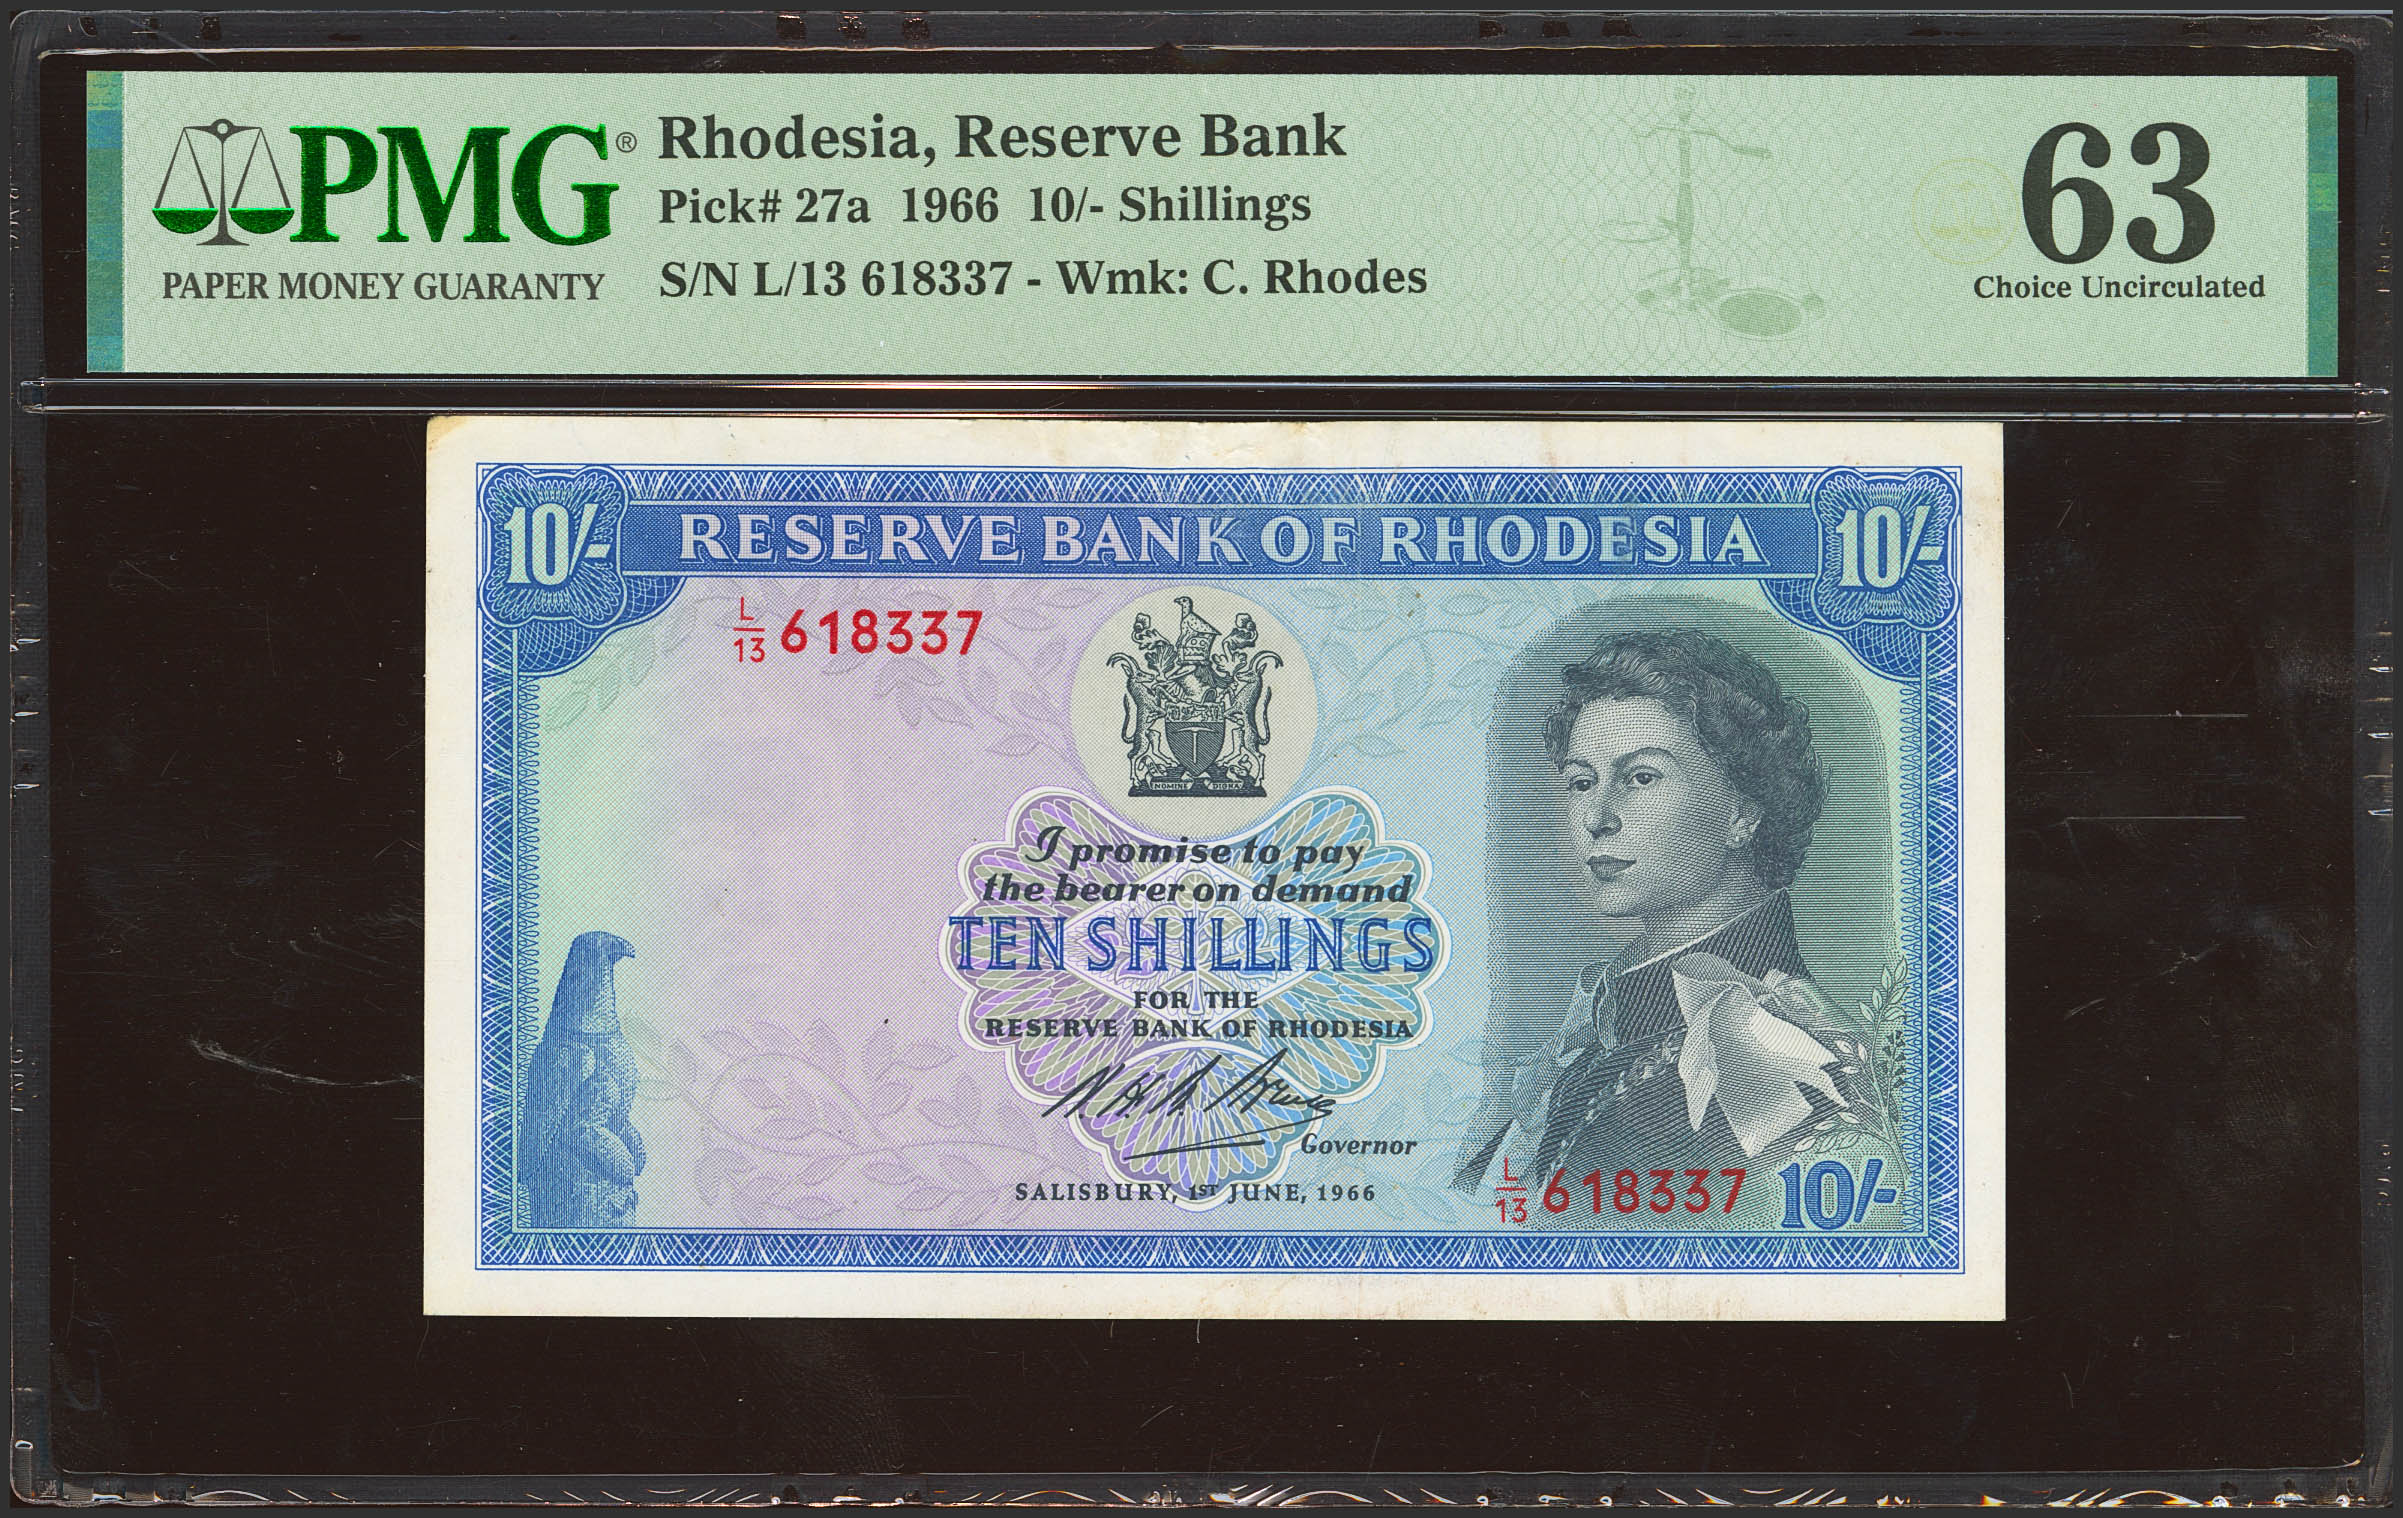 PMG® Rhodesia, Reserve Bank 63
Pick# 27a 1966 10/- Shillings
PAPER MONEY GUARANTY S/N L/13 618337 - Wmk: C. Rhodes Choice Uncirculated
10/- RESERVE BANK OF RHODESIA 10/-
L/13 618337
NOMINE DIGNA
I promise to pay
the bearer on demand
TEN SHILLINGS
FOR THE
RESERVE BANK OF RHODESIA
Governor
SALISBURY, 1ST JUNE, 1966
L/13 618337 10/-